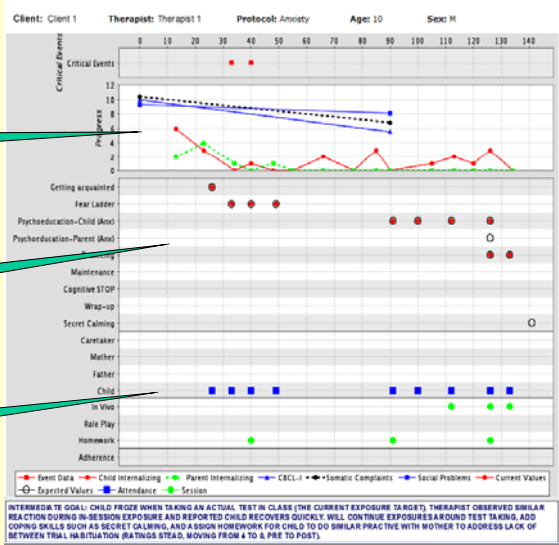 Client: Client 1 Therapist: Therapist 1 Protocol: Anxiety Age: 10 Sex: M
0 10 20 30 40 50 60 70 80 90 100 110 120 130 140
Critical Events
Critical Events
Progress
12
10
8
6
4
2
0
Getting acquainted
Fear Ladder
Psychoeducation-Child (Anx)
Psychoeducation-Parent (Anx)
Maintenance
Cognitive STOP
Wrap-up
Secret Calming
Caretaker
Mother
Father
Child
In Vivo
Role Play
Homework
Adherence
Event Data Child Internalizing Parent Internalizing CBCL-I Somatic Complaints Social Problems Current Values
Expected Values Attendance Session
INTERMEDIATE GOAL: CHILD FROZE WHEN TAKING AN ACTUAL TEST IN CLASS (THE CURRENT EXPOSURE TARGET). THERAPIST OBSERVED SIMILAR
REACTION DURING IN-SESSION EXPOSURE AND REPORTED CHILD RECOVERS QUICKLY. WILL CONTINUE EXPOSURES AROUND TEST TAKING, ADD
COPING SKILLS SUCH AS SECRET CALMING, AND ASSIGN HOMEWORK FOR CHILD TO DO SIMILAR PRACTIVE WITH MOTHER TO ADDRESS LACK OF
BETWEEN TRIAL HABITUATION (RATINGS STEAD, MOVING FROM 4 TO 0, PRE TO POST).